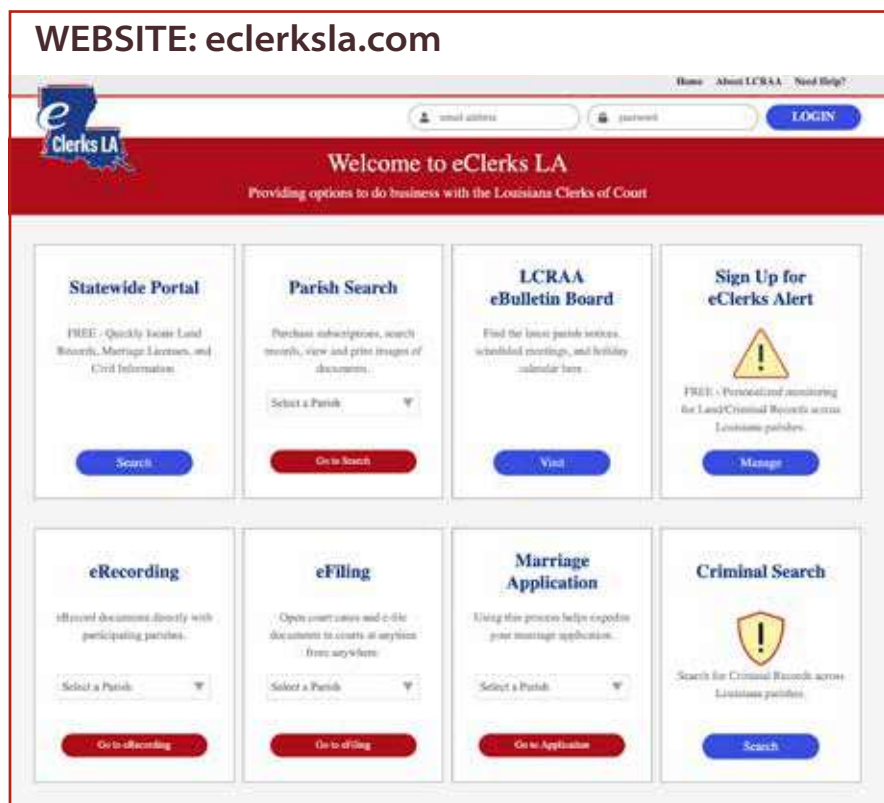 WEBSITE: eclerksla.com
Home About LCRAA Need Help?
e
Clerks LA
email address
password
LOGIN
Welcome to eClerks LA
Providing options to do business with the Louisiana Clerks of Court
Statewide Portal
FREE - Quickly locate Land
Records, Marriage Licenses, and
Civil Information
Search
Parish Search
Purchase subscriptions, search
records, view and print images of
documents.
Select a Parish
Go to Search
LCRAA
eBulletin Board
Find the latest parish notices,
scheduled meetings, and holiday
calendar here.
Visit
Sign Up for
eClerks Alert
!
FREE - Personalized monitoring
for Land/Criminal Records across
Louisiana parishes.
Manage
eRecording
eRecord documents directly with
participating parishes.
Select a Parish
Go to eRecording
eFiling
Open court cases and e-file
documents to courts at anytime
from anywhere
Select a Parish
Go to eFiling
Marriage
Application
Using this process helps expedite
your marriage application.
Select a Parish
Go to Application
Criminal Search
!
Search for Criminal Records across
Louisiana parishes.
Search